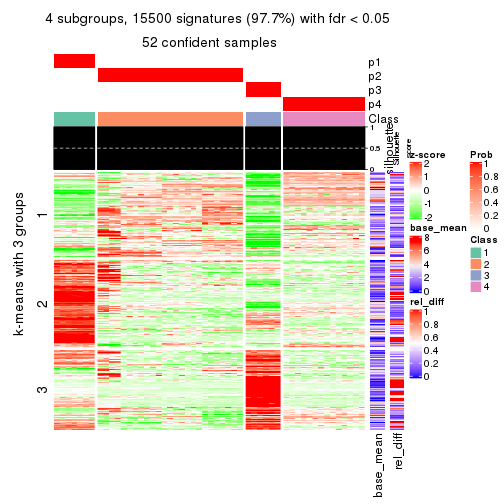 4 subgroups, 15500 signatures (97.7%) with fdr < 0.05
52 confident samples
p1
p2
p3
p4
Class
1
0.5
0
silhouette
Silhouette
score
k-means with 3 groups
1
2
3
base_mean
rel_diff
z-score
2
1
0
-1
-2
base_mean
8
6
4
2
0
rel_diff
1
0.8
0.6
0.4
0.2
0
Prob
1
0.8
0.6
0.4
0.2
0
Class
1
2
3
4